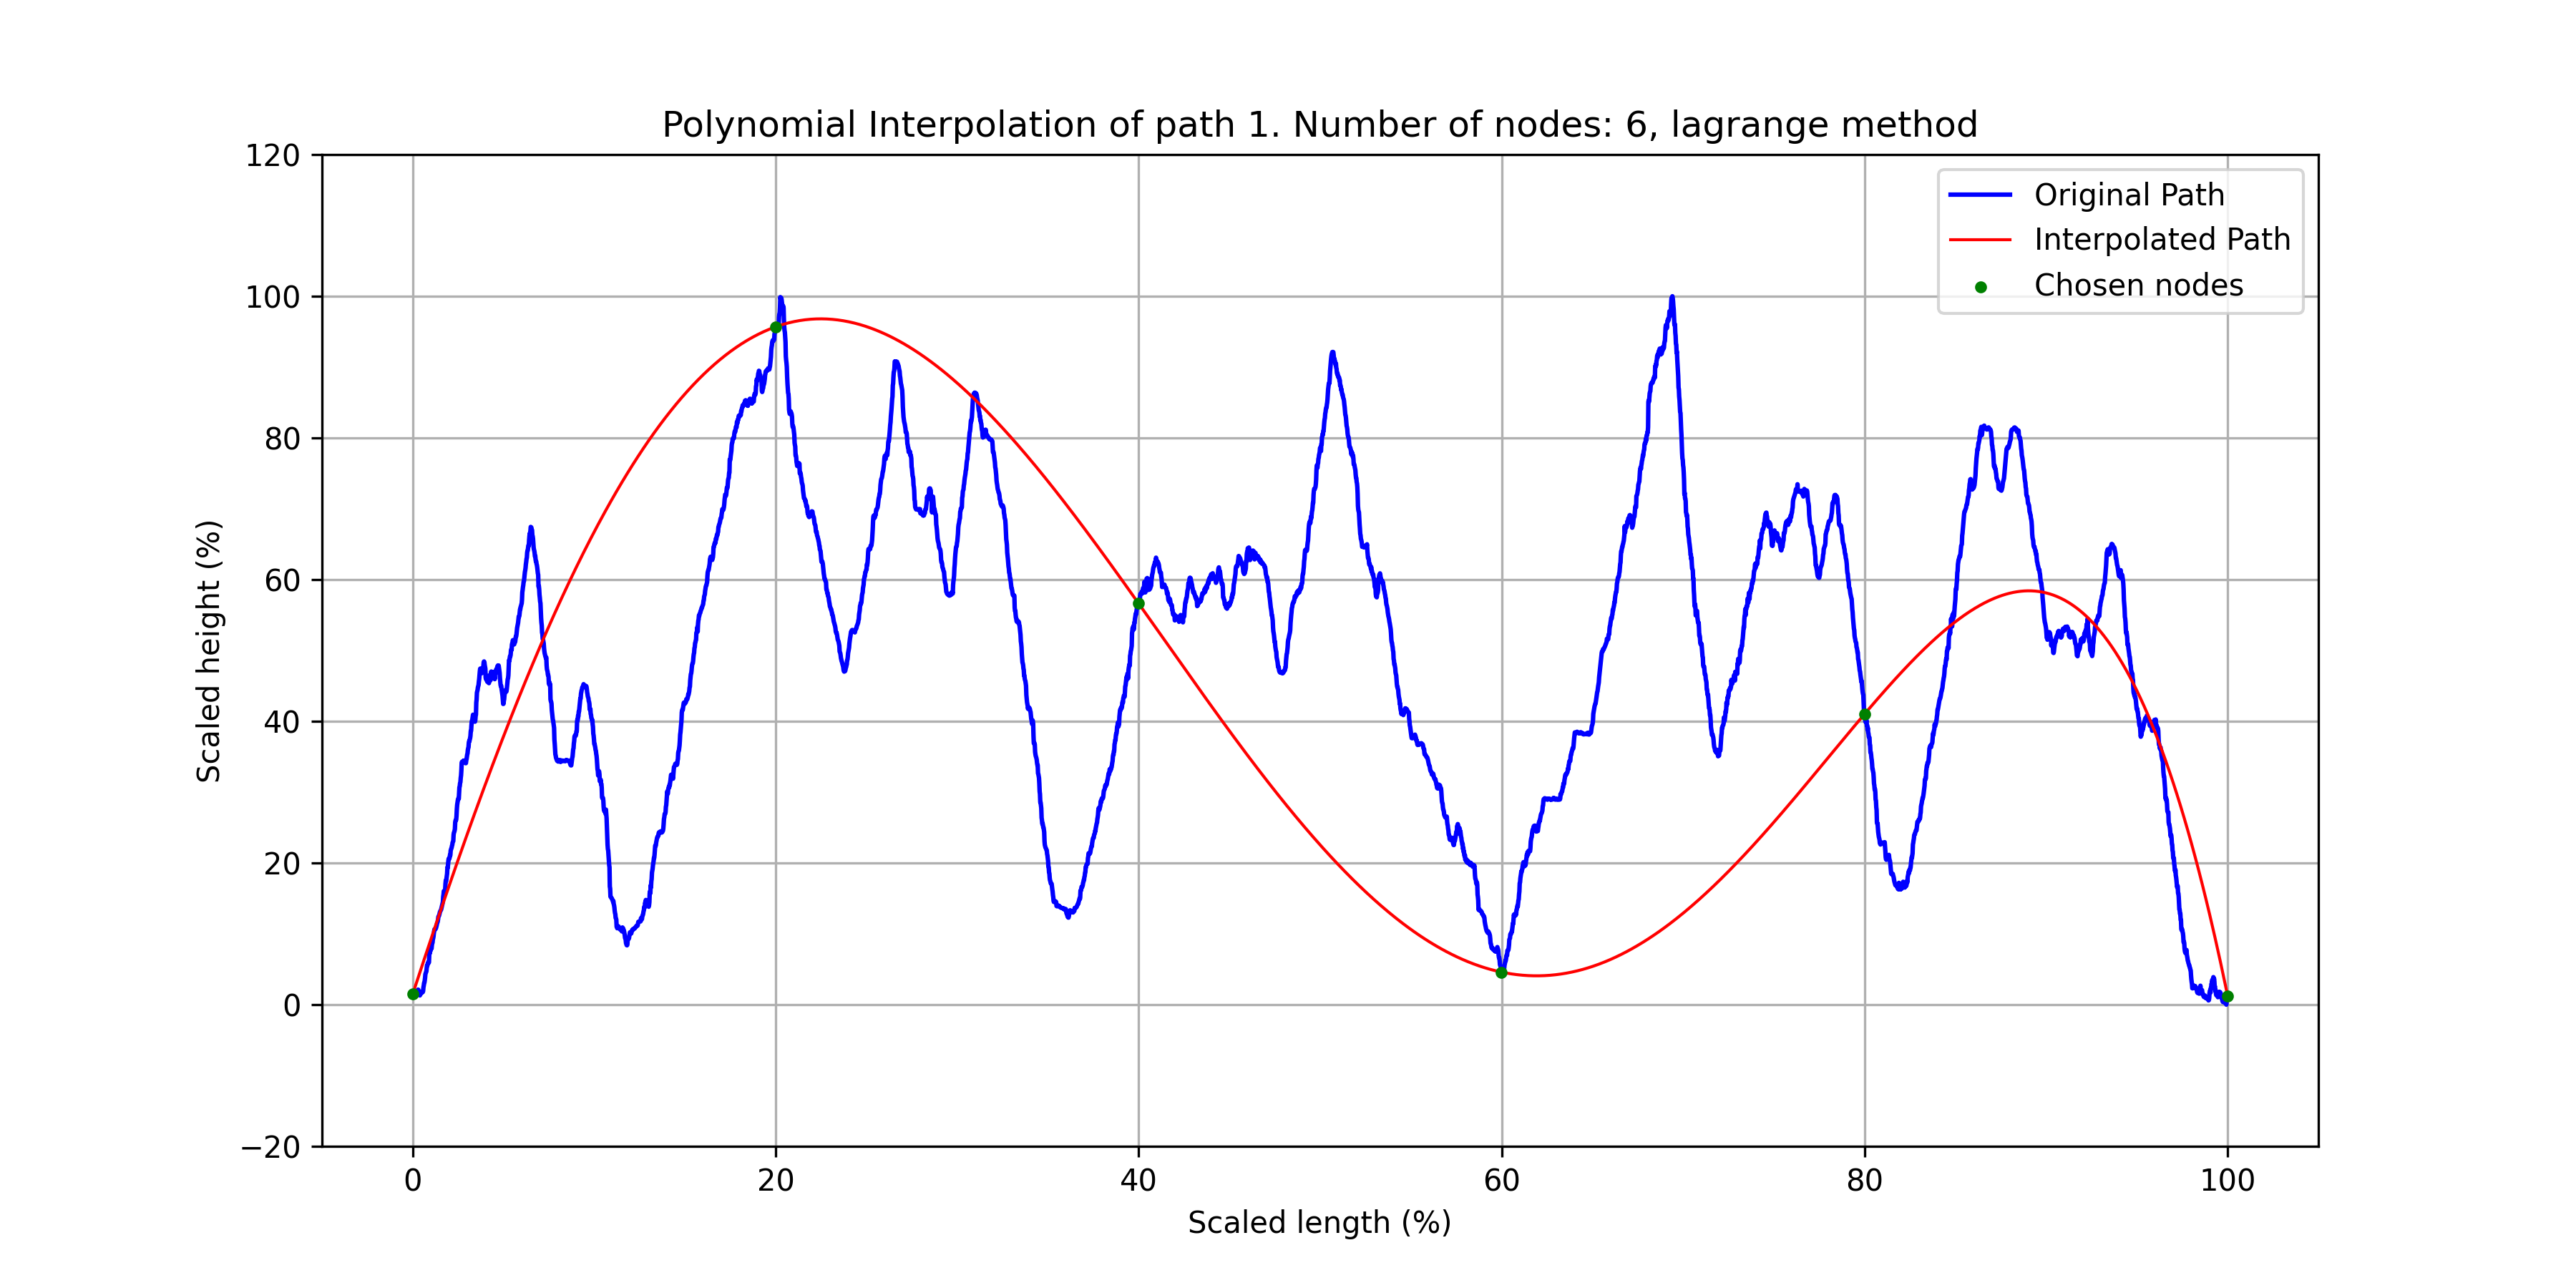 Polynomial Interpolation of path 1. Number of nodes: 6, lagrange method
120
100
80
60
40
20
0
−20
Scaled height (%)
Original Path
Interpolated Path
Chosen nodes
0 20 40 60 80 100
Scaled length (%)